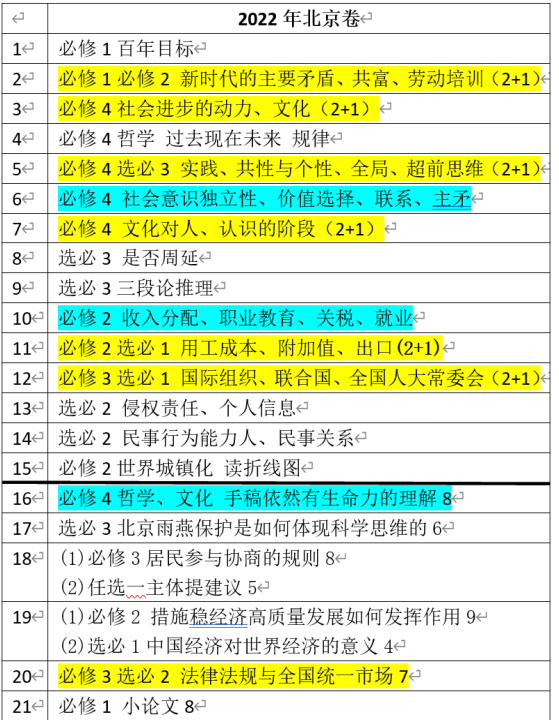 2022 年北京卷
1 必修 1 百年目标
2 必修 1 必修 2 新时代的主要矛盾、共富、劳动培训（2+1）
3 必修 4 社会进步的动力、文化（2+1）
4 必修 4 哲学 过去现在未来 规律
5 必修 4 选必 3 实践、共性与个性、全局、超前思维（2+1）
6 必修 4 社会意识独立性、价值选择、联系、主矛
7 必修 4 文化对人、认识的阶段（2+1）
8 选必 3 是否周延
9 选必 3 三段论推理
10 必修 2 收入分配、职业教育、关税、就业
11 必修 2 选必 1 用工成本、附加值、出口(2+1)
12 必修 3 选必 1 国际组织、联合国、全国人大常委会（2+1）
13 选必 2 侵权责任、个人信息
14 选必 2 民事行为能力人、民事关系
15 必修 2 世界城镇化 读折线图
16 必修 4 哲学、文化 手稿依然有生命力的理解 8
17 选必 3 北京雨燕保护是如何体现科学思维的 6
18 (1)必修 3 居民参与协商的规则 8
(2)任选一主体提建议 5
19 (1)必修 2 措施稳经济高质量发展如何发挥作用 9
(2)选必 1 中国经济对世界经济的意义 4
20 必修 3 选必 2 法律法规与全国统一市场 7
21 必修 1 小论文 8